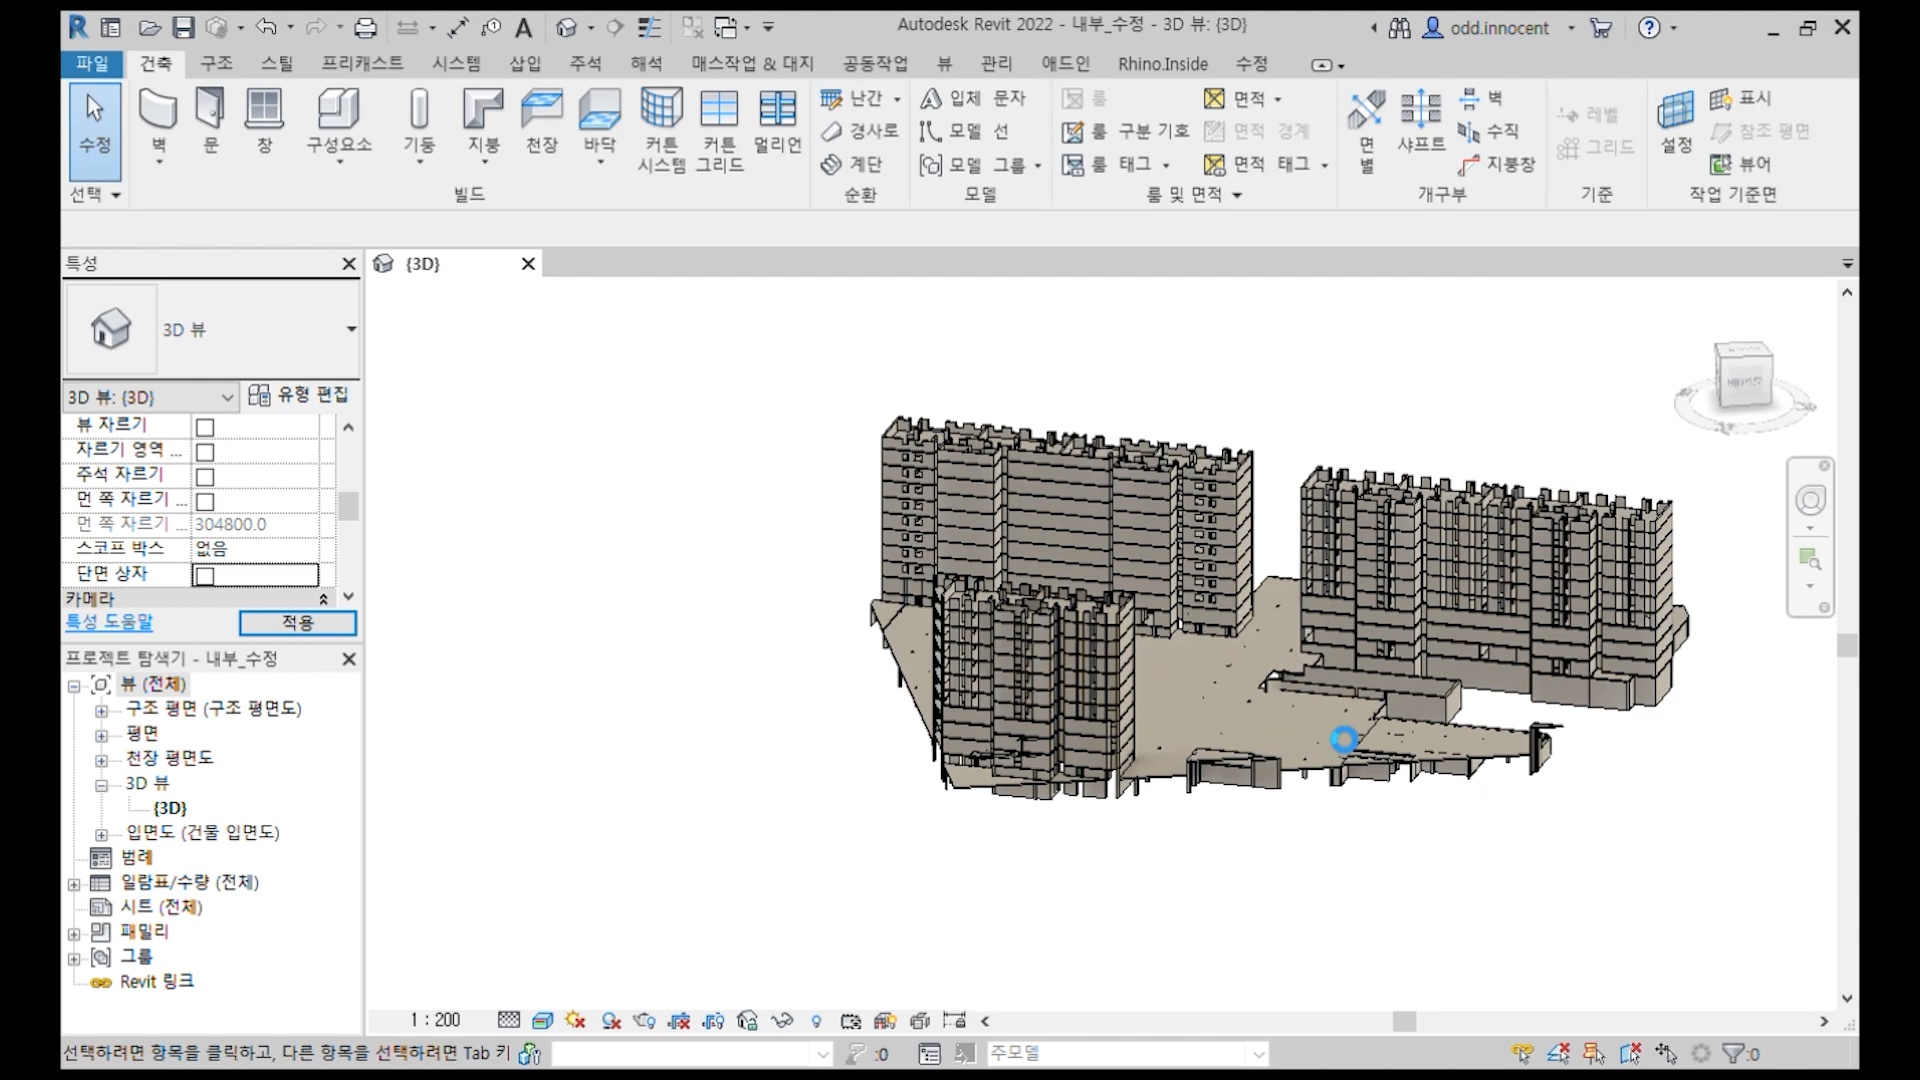 Autodesk Revit 2022 - 내부_수정 - 3D 뷰: {3D}
odd.innocent
파일 건축 구조 스틸 프리캐스트 시스템 삽입 주석 해석 매스작업 & 대지 공동작업 뷰 관리 애드인 Rhino.Inside 수정
수정
벽
문
창
구성요소
기둥
지붕
천장
바닥
커튼 시스템
커튼 그리드
멀리언
난간
경사로
계단
입체 문자
모델 선
모델 그룹
룸
룸 구분 기호
룸 태그
면적
면적 경계
면적 태그
면별
샤프트
벽
수직
지붕창
레벨
그리드
설정
표시
참조 평면
뷰어
선택 빌드 순환 모델 룸 및 면적 개구부 기준 작업 기준면
특성
{3D}
3D 뷰
3D 뷰: {3D} 유형 편집
뷰 자르기
자르기 영역 ...
주석 자르기
먼 쪽 자르기 ...
먼 쪽 자르기 ... 304800.0
스코프 박스 없음
단면 상자
카메라
특성 도움말 적용
프로젝트 탐색기 - 내부_수정
뷰 (전체)
구조 평면 (구조 평면도)
평면
천장 평면도
3D 뷰
{3D}
입면도 (건물 입면도)
범례
일람표/수량 (전체)
시트 (전체)
패밀리
그룹
Revit 링크
1 : 200
선택하려면 항목을 클릭하고, 다른 항목을 선택하려면 Tab 키
:0
주모델
:0